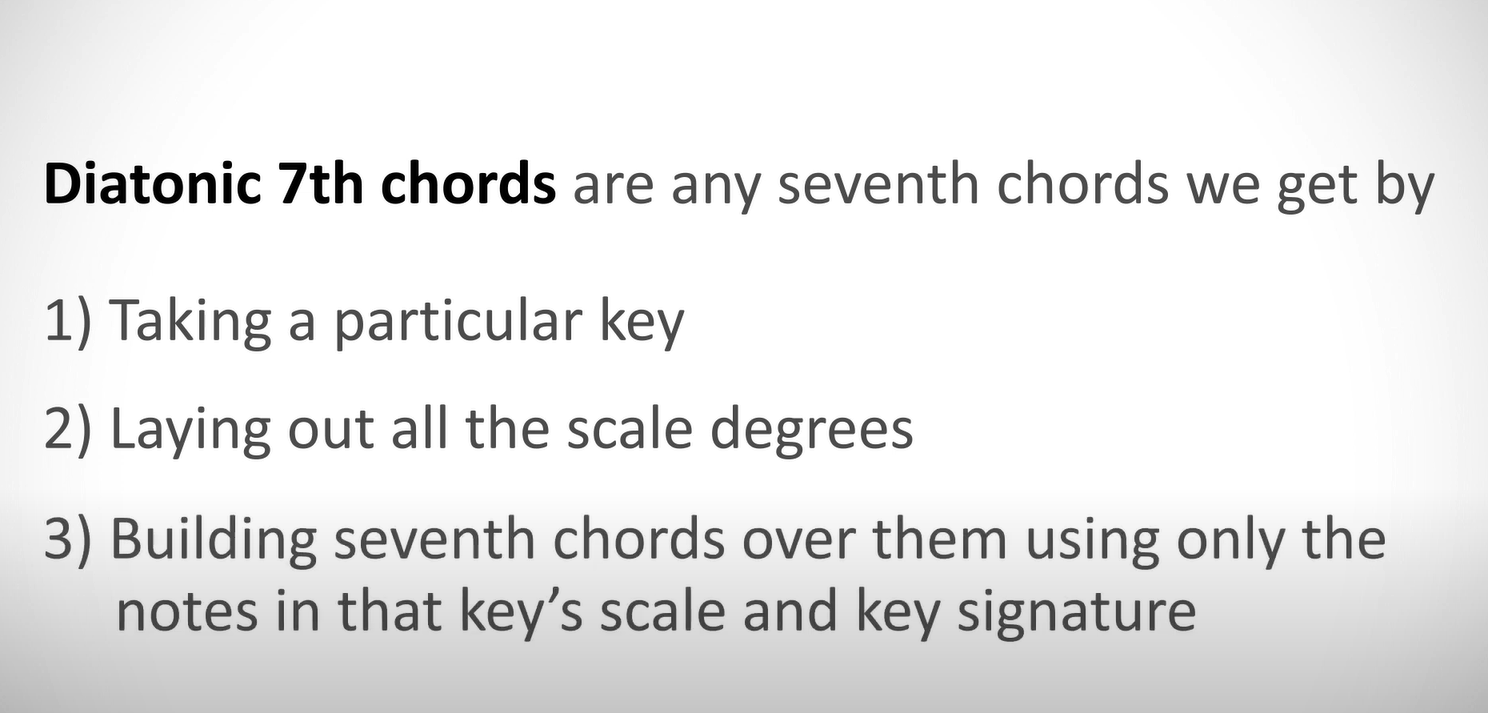 Diatonic 7th chords are any seventh chords we get by
1) Taking a particular key
2) Laying out all the scale degrees
3) Building seventh chords over them using only the
notes in that key’s scale and key signature